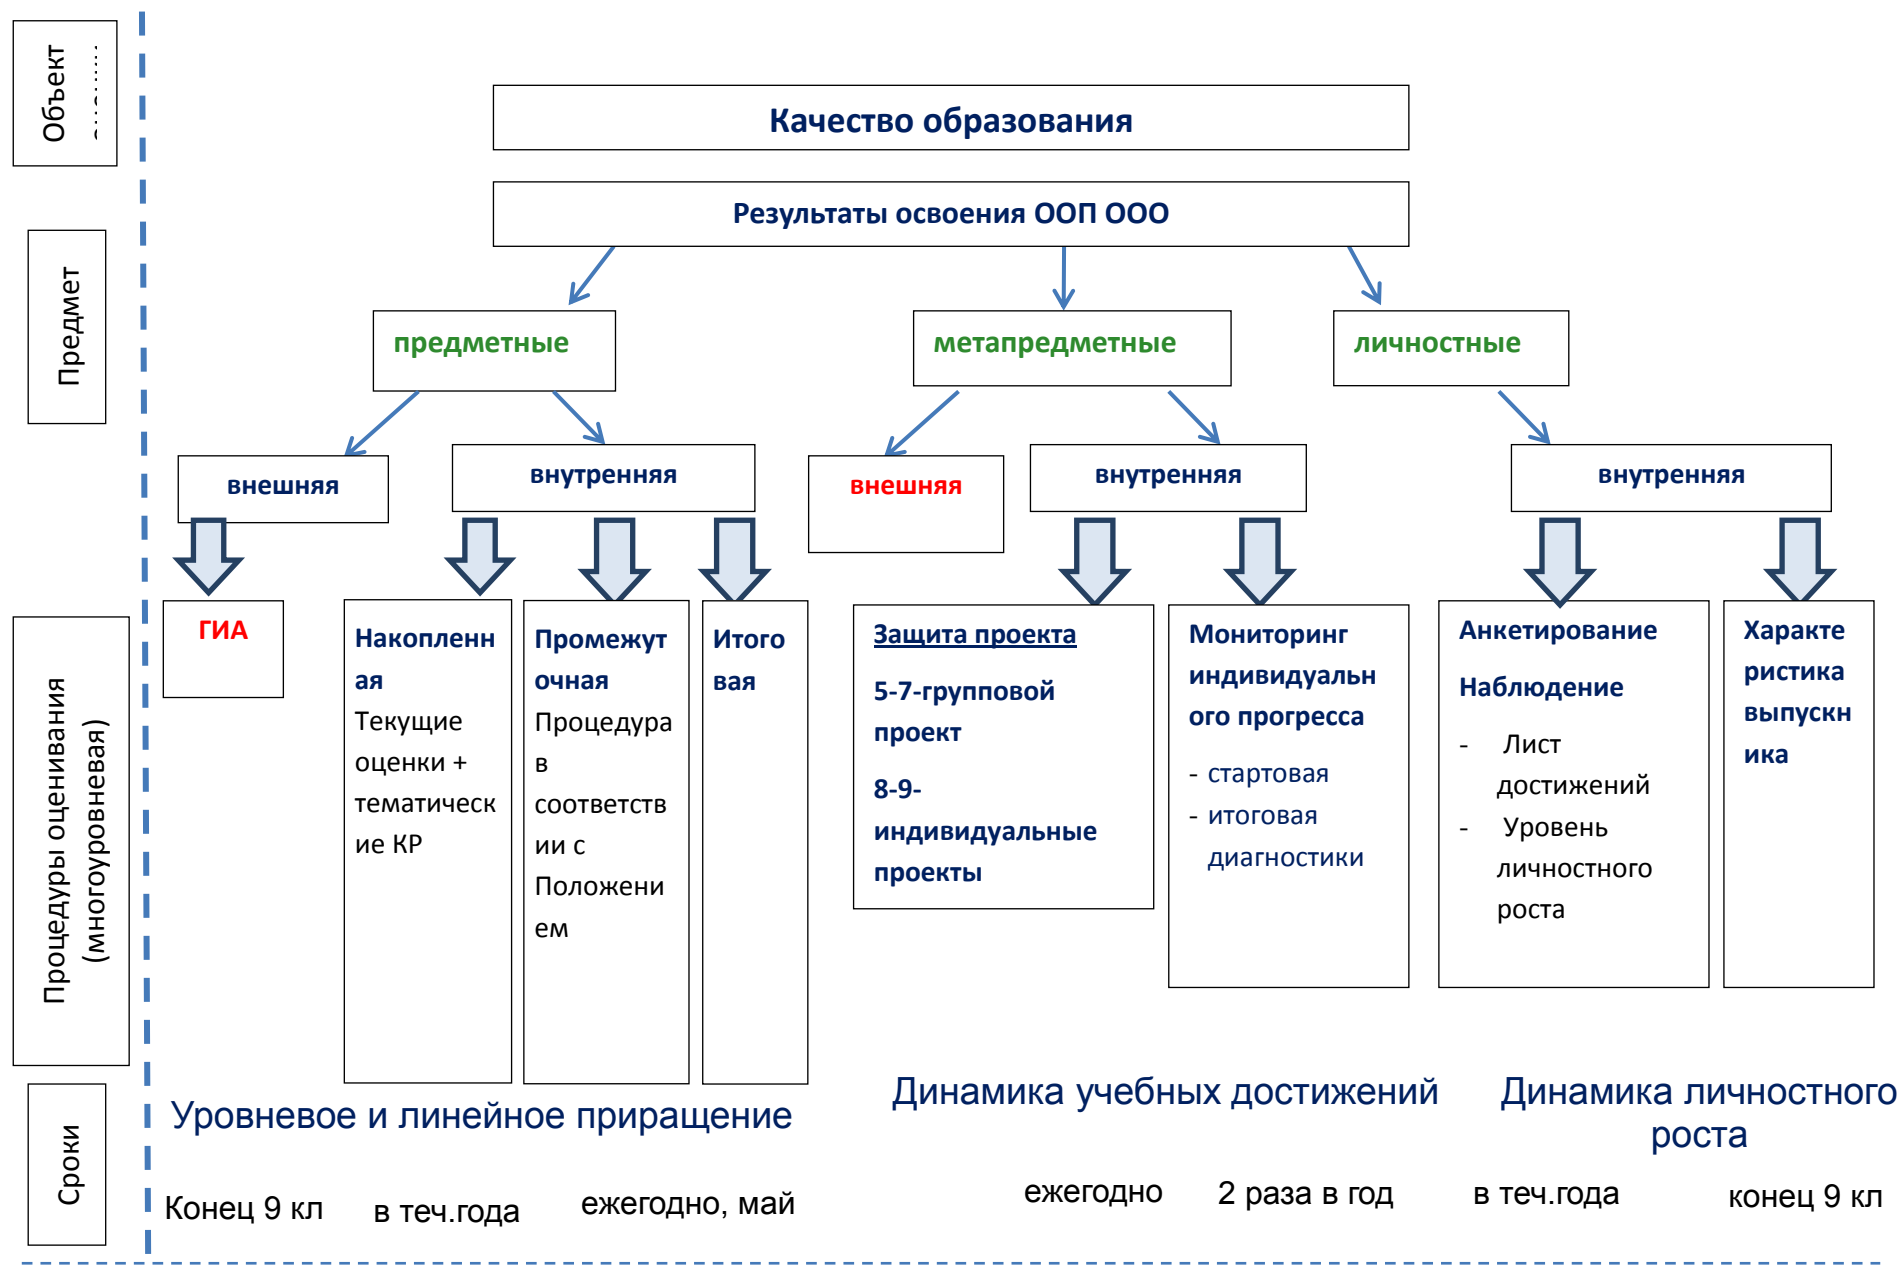 Объект
Качество образования
Результаты освоения ООП ООО
Предмет
предметные
метапредметные
личностные
внешняя
внутренняя
внешняя
внутренняя
внутренняя
Процедуры оценивания
(многоуровневая)
ГИА
Накопленн
ая
Текущие
оценки +
тематическ
ие КР
Промежут
очная
Процедура
в
соответств
ии с
Положени
ем
Итого
вая
Защита проекта
5-7-групповой
проект
8-9-
индивидуальные
проекты
Мониторинг
индивидуальн
ого прогресса
- стартовая
- итоговая
диагностики
Анкетирование
Наблюдение
- Лист
достижений
- Уровень
личностного
роста
Характе
ристика
выпускн
ика
Уровневое и линейное приращение
Динамика учебных достижений
Динамика личностного
роста
Сроки
Конец 9 кл
в теч.года
ежегодно, май
ежегодно
2 раза в год
в теч.года
конец 9 кл